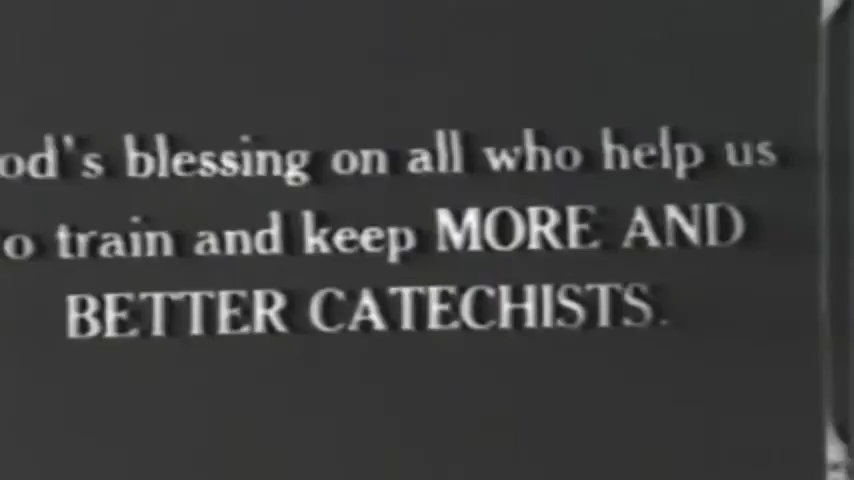 od's blessing on all who help us
o train and keep MORE AND
BETTER CATECHISTS.